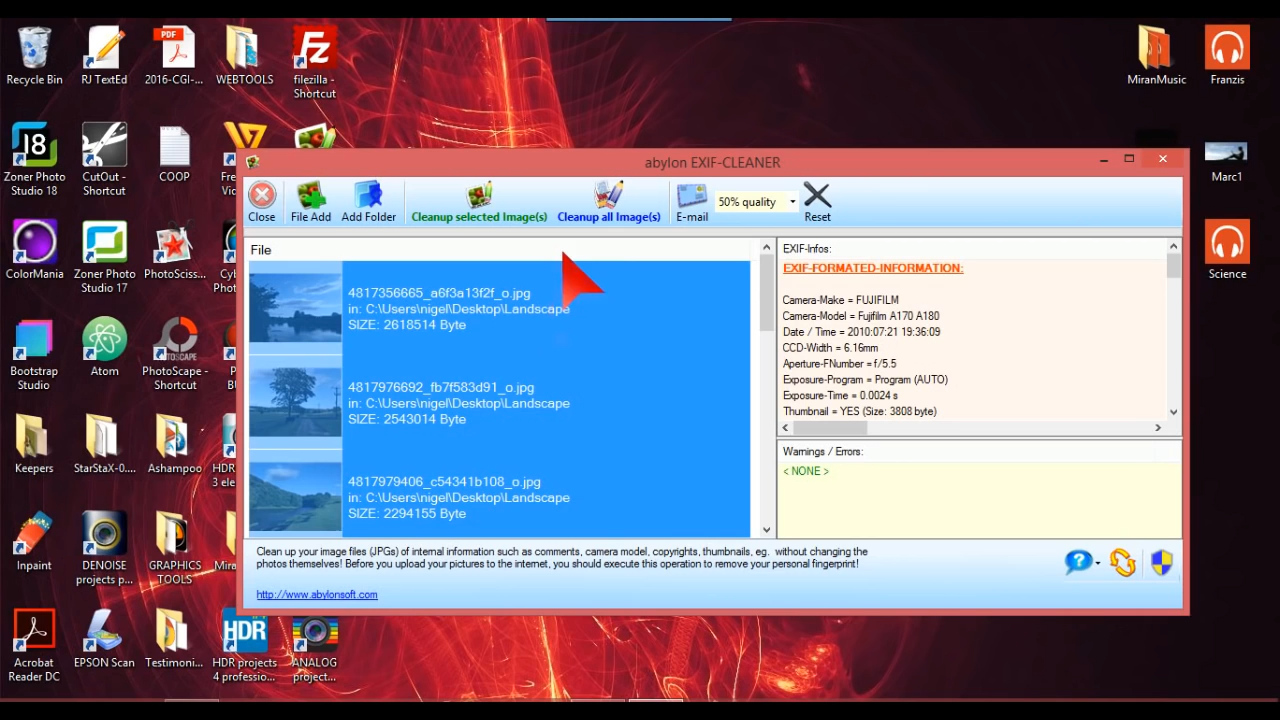 Recycle Bin
RJ TextEd
PDF
2016-CGI-...
WEBTOOLS
FZ
filezilla -
Shortcut
MiranMusic
Franzis
18
Zoner Photo
Studio 18
CutOut -
Shortcut
COOP
Marc1
ColorMania
Zoner Photo
Studio 17
PhotoSciss...
Science
Bootstrap
Studio
Atom
PHOTOSCAPE
PhotoScape -
Shortcut
Keepers
StarStaX-0....
Ashampoo
HDR
3 ele
Inpaint
DENOISE
projects p...
GRAPHICS
TOOLS
Acrobat
Reader DC
EPSON Scan
Testimoni...
HDR
HDR projects
4 professio...
ANALOG
project...
abylon EXIF-CLEANER
Close
File Add
Add Folder
Cleanup selected Image(s)
Cleanup all Image(s)
E-mail
50% quality
Reset
File
4817356665_a6f3a13f2f_o.jpg
in: C:\Users\nigel\Desktop\Landscape
SIZE: 2618514 Byte
4817976692_fb7f583d91_o.jpg
in: C:\Users\nigel\Desktop\Landscape
SIZE: 2543014 Byte
4817979406_c54341b108_o.jpg
in: C:\Users\nigel\Desktop\Landscape
SIZE: 2294155 Byte
EXIF-Infos:
EXIF-FORMATED-INFORMATION:
Camera-Make = FUJIFILM
Camera-Model = Fujifilm A170 A180
Date / Time = 2010:07:21 19:36:09
CCD-Width = 6.16mm
Aperture-FNumber = f/5.5
Exposure-Program = Program (AUTO)
Exposure-Time = 0.0024 s
Thumbnail = YES (Size: 3808 byte)
Warnings / Errors:
< NONE >
Clean up your image files (JPGs) of internal information such as comments, camera model, copyrights, thumbnails, eg. without changing the
photos themselves! Before you upload your pictures to the internet, you should execute this operation to remove your personal fingerprint!
http://www.abylonsoft.com